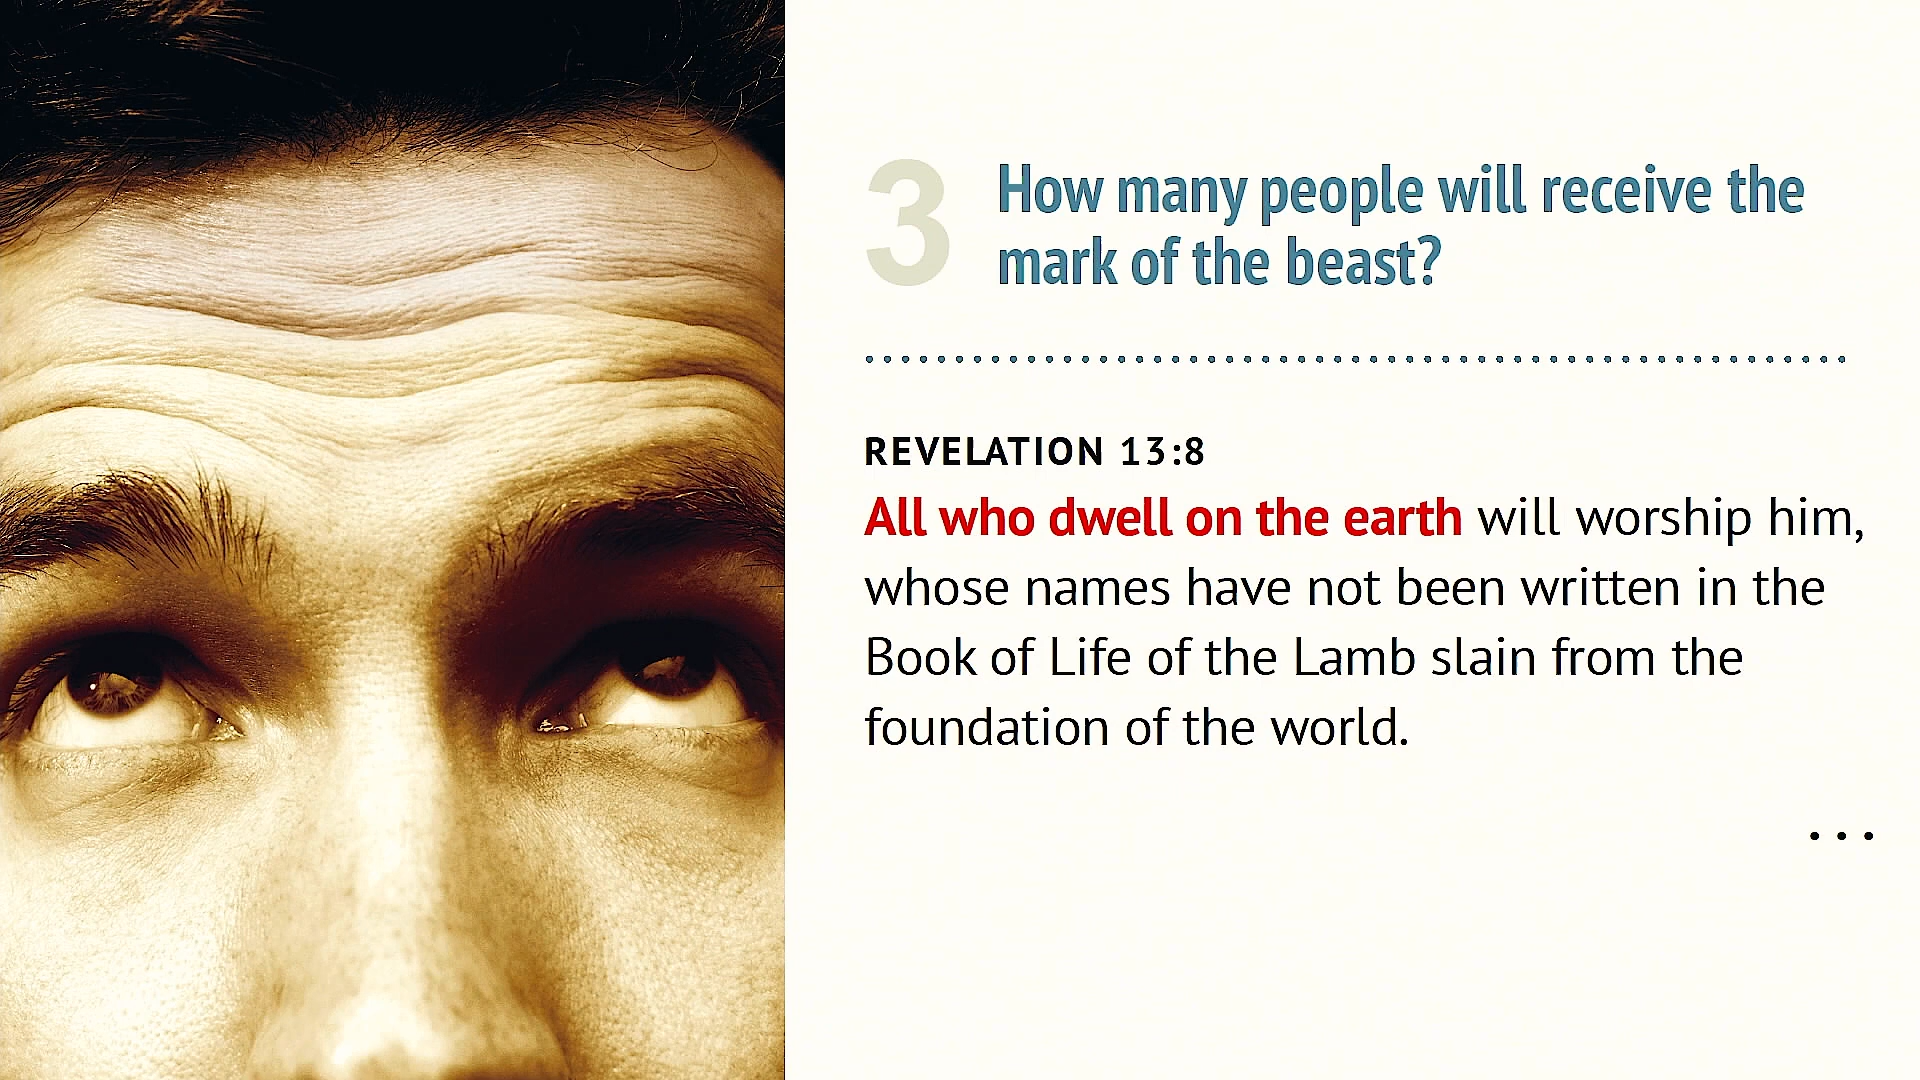 3 How many people will receive the
mark of the beast?
REVELATION 13:8
All who dwell on the earth will worship him,
whose names have not been written in the
Book of Life of the Lamb slain from the
foundation of the world.
...